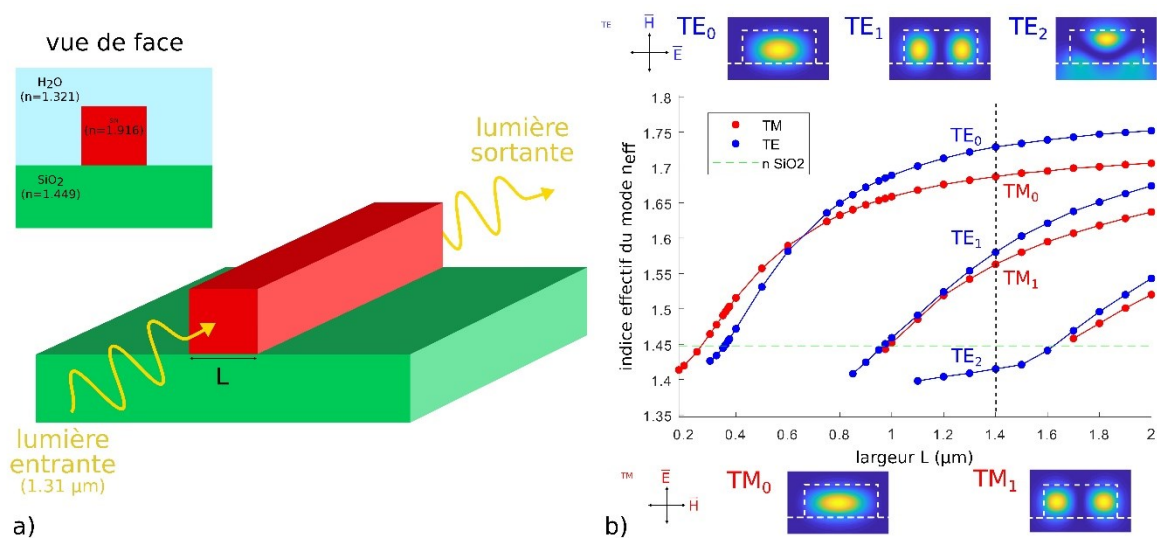 vue de face
H2O
(n=1.321)
(n=1.916)
SiO2
(n=1.449)
lumière
sortante
L
lumière
entrante
(1.31 µm)
a)
TE
H
E
TE0
TE1
TE2
1.8
1.75
1.7
1.65
1.6
1.55
1.5
1.45
1.4
1.35
indice effectif du mode neff
TM
TE
n SiO2
TE0
TM0
TE1
TM1
TE2
0.2
0.4
0.6
0.8
1
1.2
1.4
1.6
1.8
2
largeur L (µm)
TM
E
H
TM0
TM1
b)